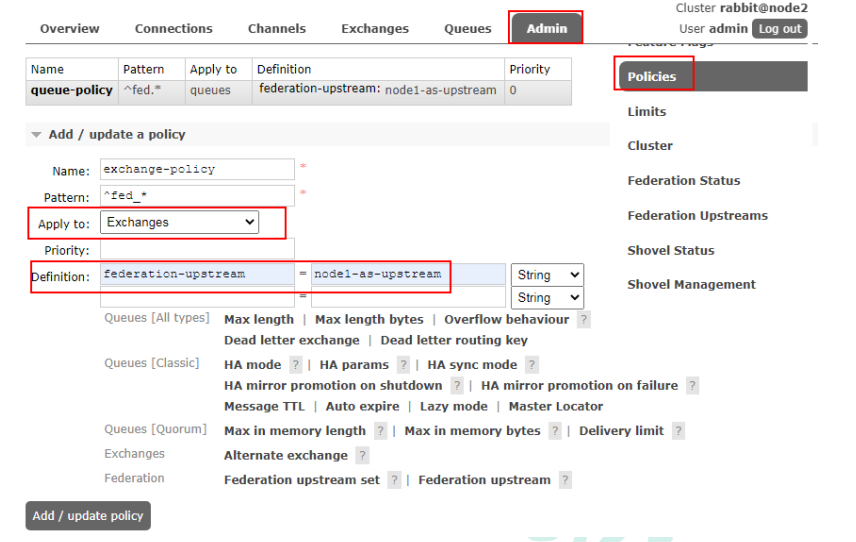 Cluster rabbit@node2
Overview Connections Channels Exchanges Queues Admin User admin Log out
Feature Flags
Name Pattern Apply to Definition Priority
queue-policy ^fed.* queues federation-upstream: node1-as-upstream 0
Policies
Limits
Cluster
Federation Status
Federation Upstreams
Shovel Status
Shovel Management
Add / update a policy
Name: exchange-policy *
Pattern: ^fed_* *
Apply to: Exchanges
Priority:
Definition: federation-upstream = node1-as-upstream String
= String
Queues [All types] Max length | Max length bytes | Overflow behaviour ?
Dead letter exchange | Dead letter routing key
Queues [Classic] HA mode ? | HA params ? | HA sync mode ?
HA mirror promotion on shutdown ? | HA mirror promotion on failure ?
Message TTL | Auto expire | Lazy mode | Master Locator
Queues [Quorum] Max in memory length ? | Max in memory bytes ? | Delivery limit ?
Exchanges Alternate exchange ?
Federation Federation upstream set ? | Federation upstream ?
Add / update policy